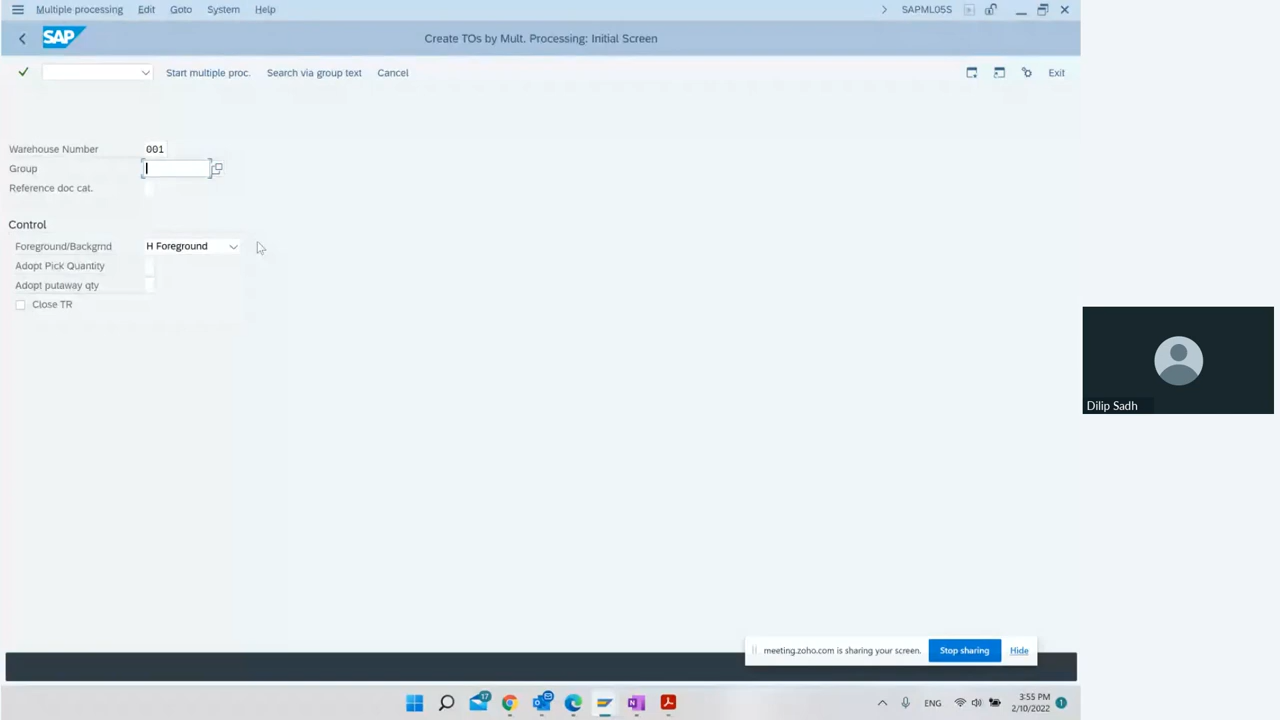 Multiple processing Edit Goto System Help SAPML05S
SAP Create TOs by Mult. Processing: Initial Screen
Start multiple proc. Search via group text Cancel Exit
Warehouse Number 001
Group
Reference doc cat.
Control
Foreground/Backgrnd H Foreground
Adopt Pick Quantity
Adopt putaway qty
Close TR
Dilip Sadh
meeting.zoho.com is sharing your screen. Stop sharing Hide
17
ENG 3:55 PM
2/10/2022 1